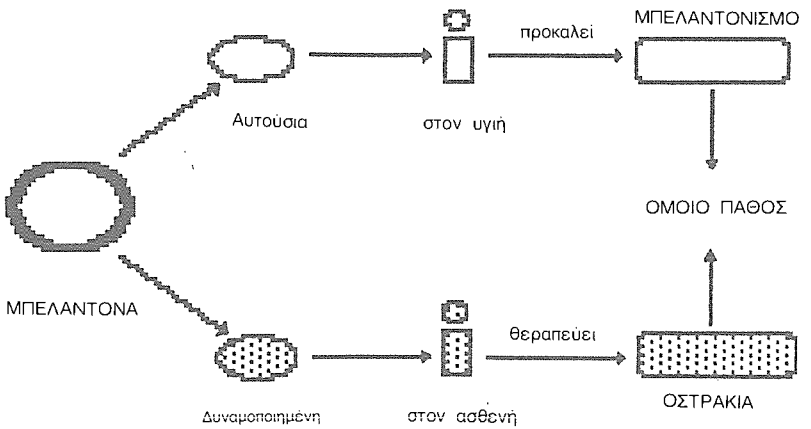 προκαλεί
ΜΠΕΛΑΝΤΟΝΙΣΜΟ
Αυτούσια
στον υγιή
ΟΜΟΙΟ ΠΑΘΟΣ
ΜΠΕΛΑΝΤΟΝΑ
θεραπεύει
Δυναμοποιημένη
στον ασθενή
ΟΣΤΡΑΚΙΑ